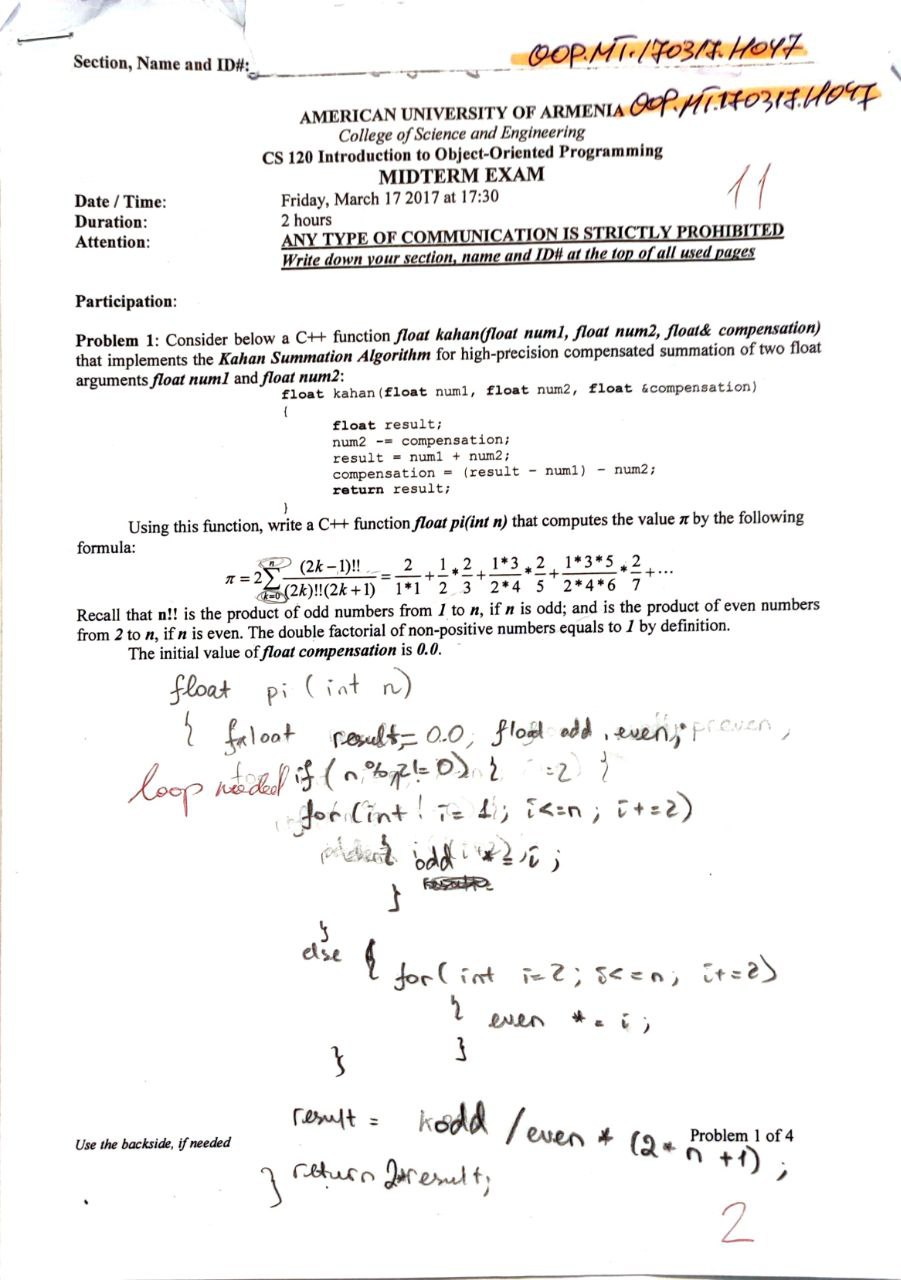 OOP.MT.170317.H047
Section, Name and ID#:
OOP.MT.170317.H047
AMERICAN UNIVERSITY OF ARMENIA
College of Science and Engineering
CS 120 Introduction to Object-Oriented Programming
MIDTERM EXAM
11
Date / Time: Friday, March 17 2017 at 17:30
Duration: 2 hours
Attention: ANY TYPE OF COMMUNICATION IS STRICTLY PROHIBITED
Write down your section, name and ID# at the top of all used pages
Participation:
Problem 1: Consider below a C++ function float kahan(float num1, float num2, float& compensation)
that implements the Kahan Summation Algorithm for high-precision compensated summation of two float
arguments float num1 and float num2:
float kahan(float num1, float num2, float &compensation)
{
float result;
num2 -= compensation;
result = num1 + num2;
compensation = (result - num1) - num2;
return result;
}
Using this function, write a C++ function float pi(int n) that computes the value π by the following
formula:
π = 2 ∑ k=0 n (2k – 1)!! / (2k)!!(2k + 1) = 2 / 1*1 + 1 / 2 * 2 / 3 + 1*3 / 2*4 * 2 / 5 + 1*3*5 / 2*4*6 * 2 / 7 + ...
Recall that n!! is the product of odd numbers from 1 to n, if n is odd; and is the product of even numbers
from 2 to n, if n is even. The double factorial of non-positive numbers equals to 1 by definition.
The initial value of float compensation is 0.0.
float pi (int n)
{ float result = 0.0, float odd, even;
loop needed if (n % 2 != 0) {
for (int i = 1; i <= n; i += 2)
{ odd *= i;
}
}
else {
for (int i = 2; i <= n; i += 2)
{ even *= i;
}
}
result = odd / even * (2 * n + 1);
Use the backside, if needed Problem 1 of 4
} return 2*result;
2